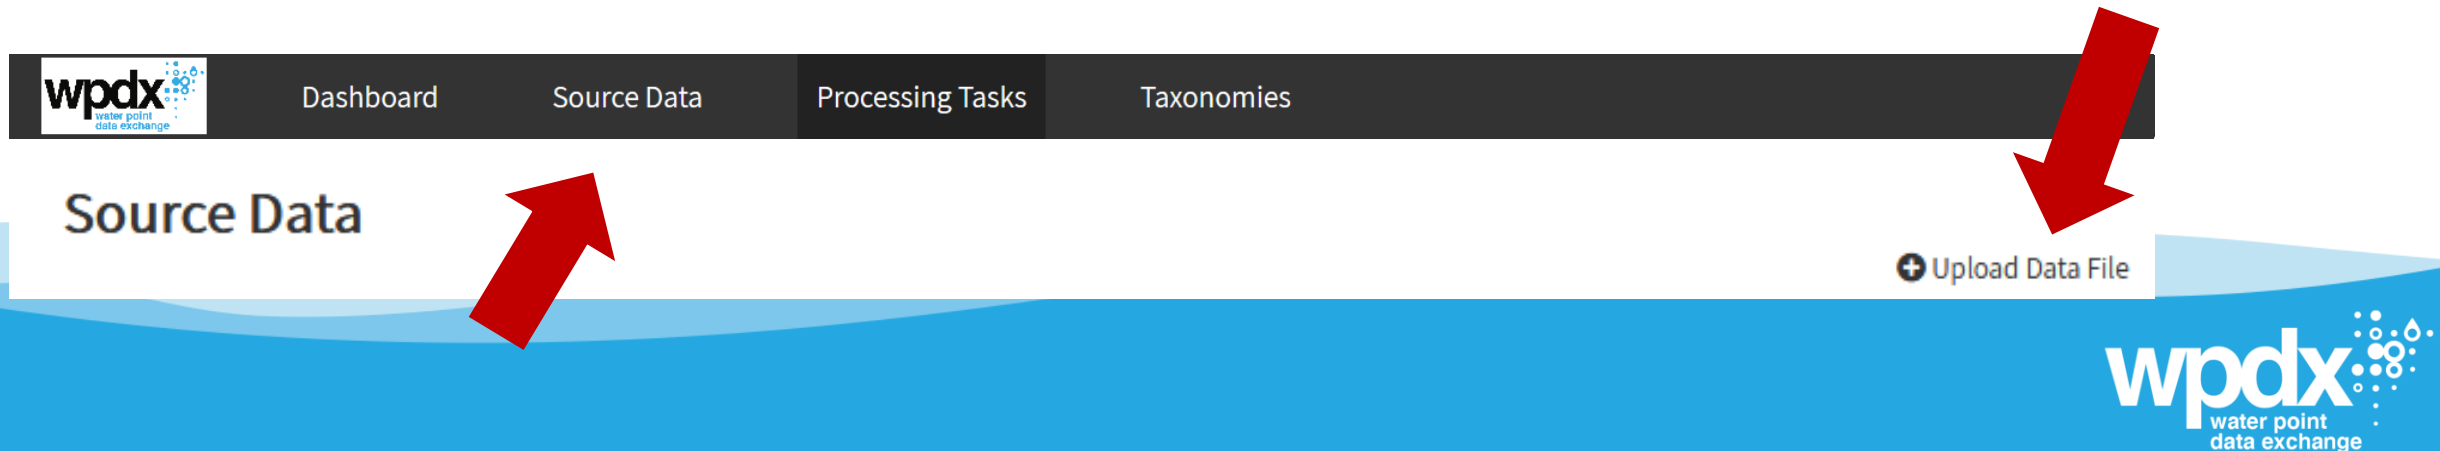 wpdx
water point
data exchange
Dashboard Source Data Processing Tasks Taxonomies
Source Data
Upload Data File
wpdx
water point
data exchange